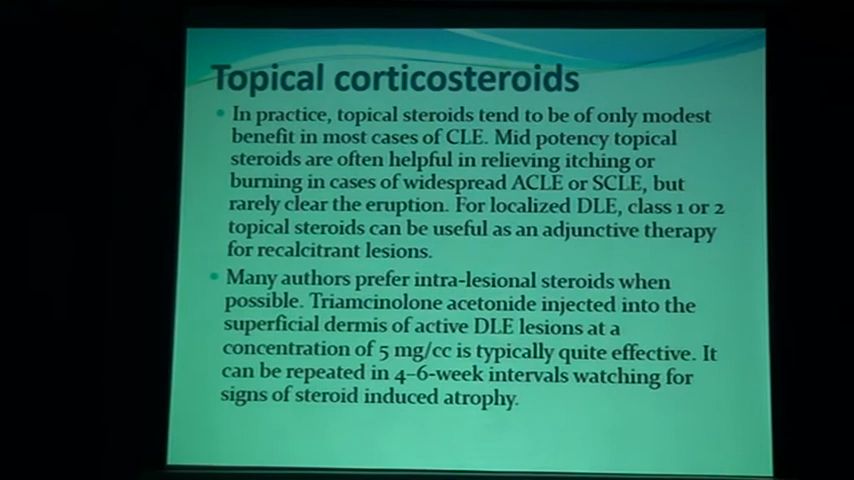 Topical corticosteroids
• In practice, topical steroids tend to be of only modest
benefit in most cases of CLE. Mid potency topical
steroids are often helpful in relieving itching or
burning in cases of widespread ACLE or SCLE, but
rarely clear the eruption. For localized DLE, class 1 or 2
topical steroids can be useful as an adjunctive therapy
for recalcitrant lesions.
• Many authors prefer intra-lesional steroids when
possible. Triamcinolone acetonide injected into the
superficial dermis of active DLE lesions at a
concentration of 5 mg/cc is typically quite effective. It
can be repeated in 4–6-week intervals watching for
signs of steroid induced atrophy.